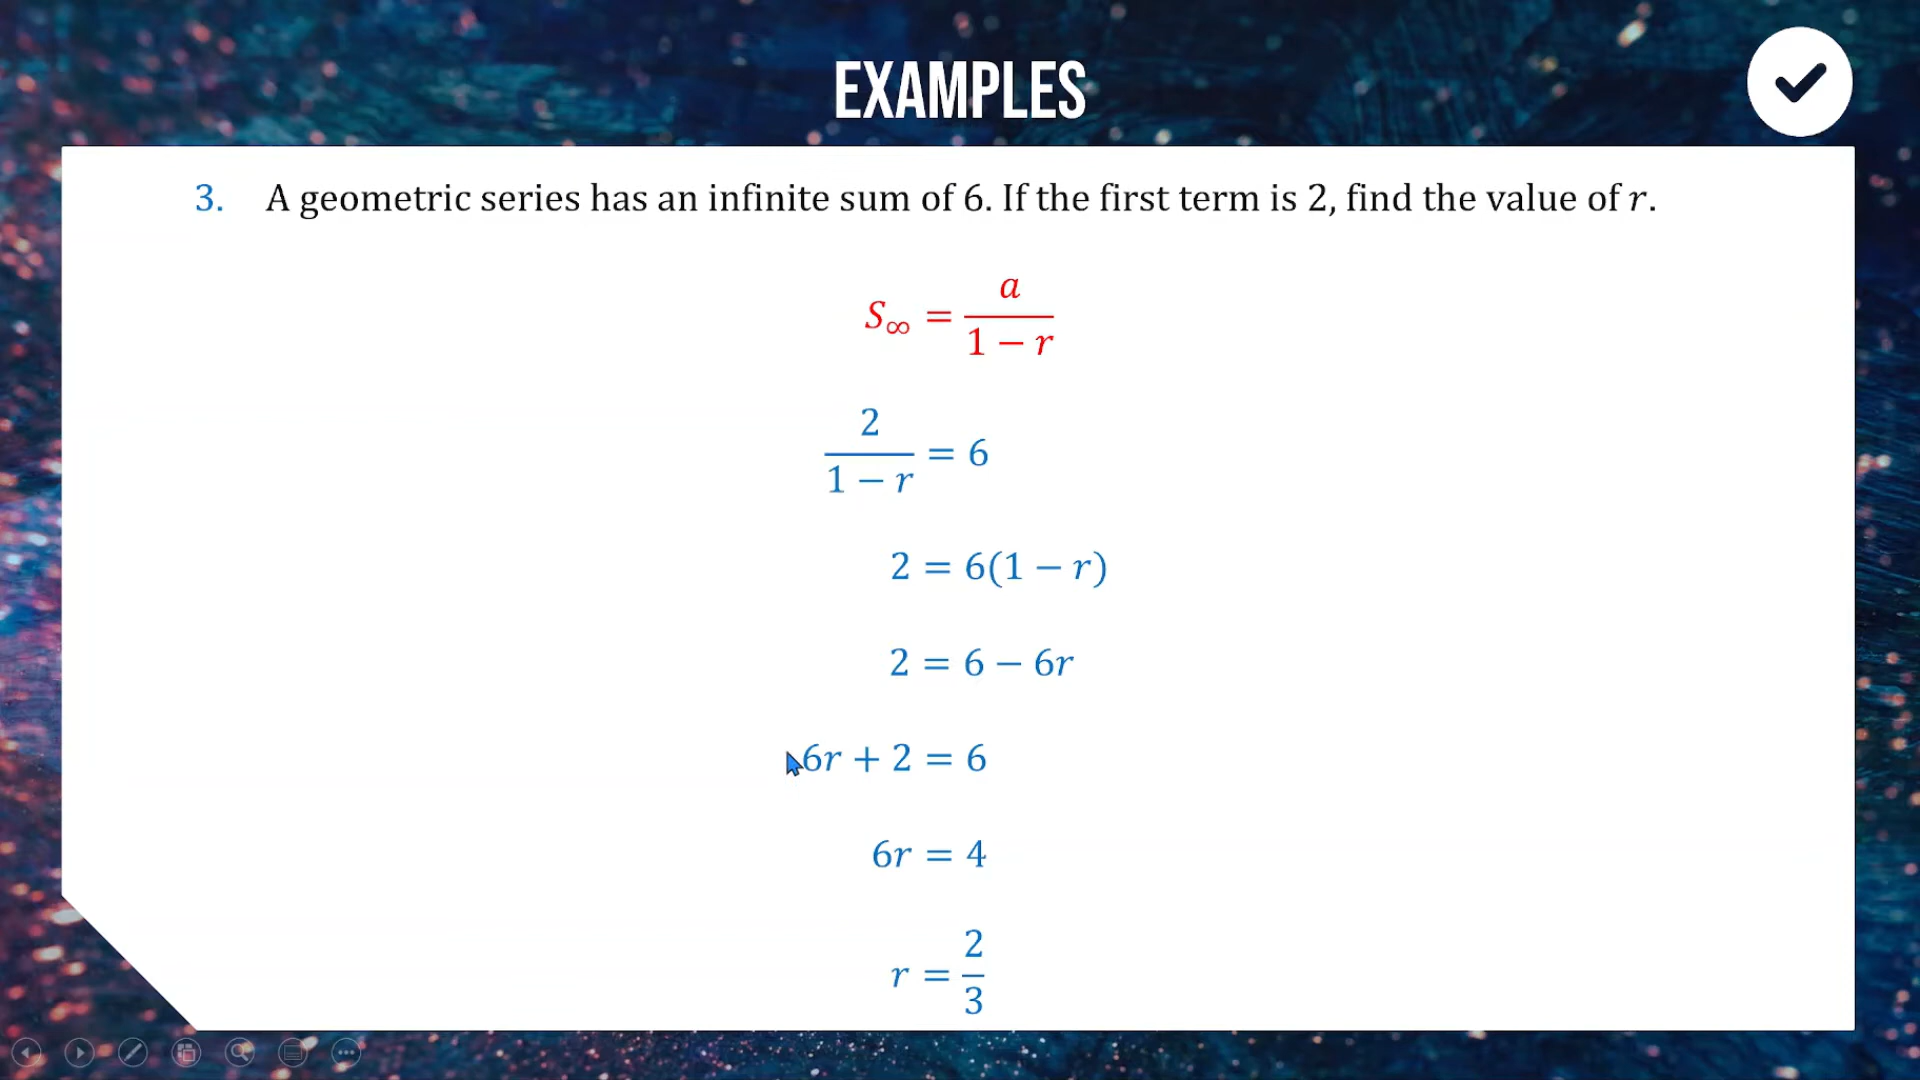 EXAMPLES
3. A geometric series has an infinite sum of 6. If the first term is 2, find the value of r.
S∞ = a / (1 − r)
2 / (1 − r) = 6
2 = 6(1 − r)
2 = 6 − 6r
6r + 2 = 6
6r = 4
r = 2/3